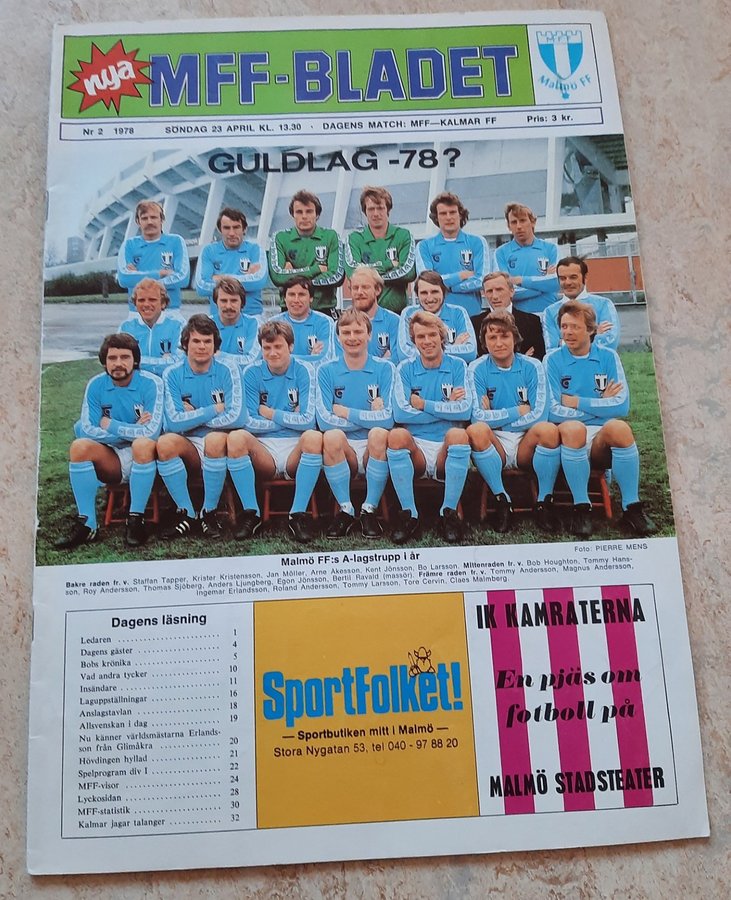 nya
MFF-BLADET
MFF
Malmö FF
Nr 2 1978 SÖNDAG 23 APRIL KL. 13.30 · DAGENS MATCH: MFF—KALMAR FF Pris: 3 kr.
GULDLAG -78?
Foto: PIERRE MENS
Malmö FF:s A-lagstrupp i år
Bakre raden fr. v. Staffan Tapper, Krister Kristensson, Jan Möller, Arne Åkesson, Kent Jönsson, Bo Larsson. Mittenraden fr. v. Bob Houghton, Tommy Hans-
son, Roy Andersson, Thomas Sjöberg, Anders Ljungberg, Egon Jönsson, Bertil Ravald (massör). Främre raden fr. v. Tommy Andersson, Magnus Andersson,
Ingemar Erlandsson, Roland Andersson, Tommy Larsson, Tore Cervin, Claes Malmberg.
Dagens läsning
Ledaren 1
Dagens gäster 4
Bobs krönika 5
Vad andra tycker 10
Insändare 11
Laguppställningar 16
Anslagstavlan 18
Allsvenskan i dag 19
Nu känner världsmästarna Erlands-
son från Glimåkra 20
Hövdingen hyllad 21
Spelprogram div I 22
MFF-visor 24
Lyckosidan 28
MFF-statistik 30
Kalmar jagar talanger 32
SportFolket!
— Sportbutiken mitt i Malmö —
Stora Nygatan 53, tel 040 - 97 88 20
IK KAMRATERNA
En pjäs om
fotboll på
MALMÖ STADSTEATER